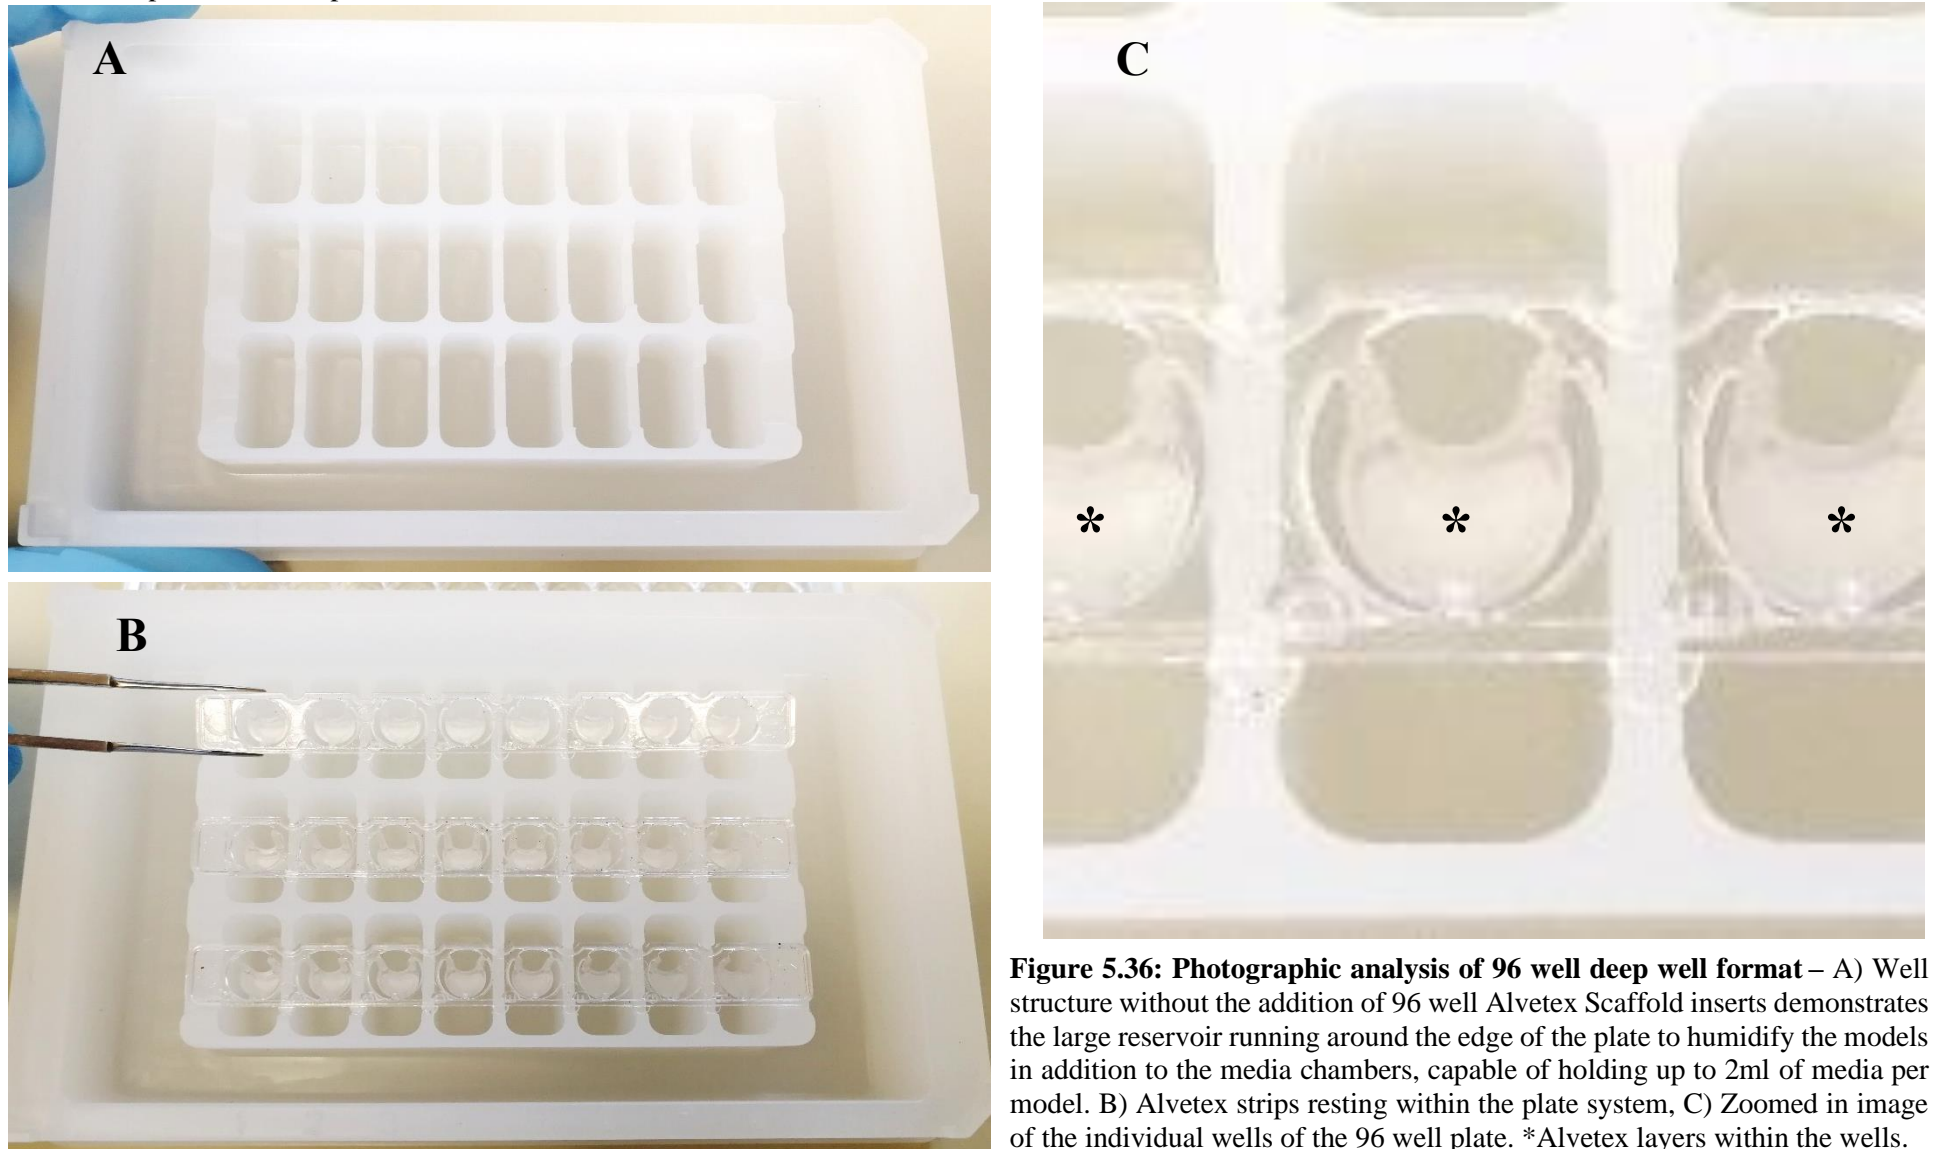 A
B
C
*
*
*
Figure 5.36: Photographic analysis of 96 well deep well format – A) Well
structure without the addition of 96 well Alvetex Scaffold inserts demonstrates
the large reservoir running around the edge of the plate to humidify the models
in addition to the media chambers, capable of holding up to 2ml of media per
model. B) Alvetex strips resting within the plate system, C) Zoomed in image
of the individual wells of the 96 well plate. *Alvetex layers within the wells.